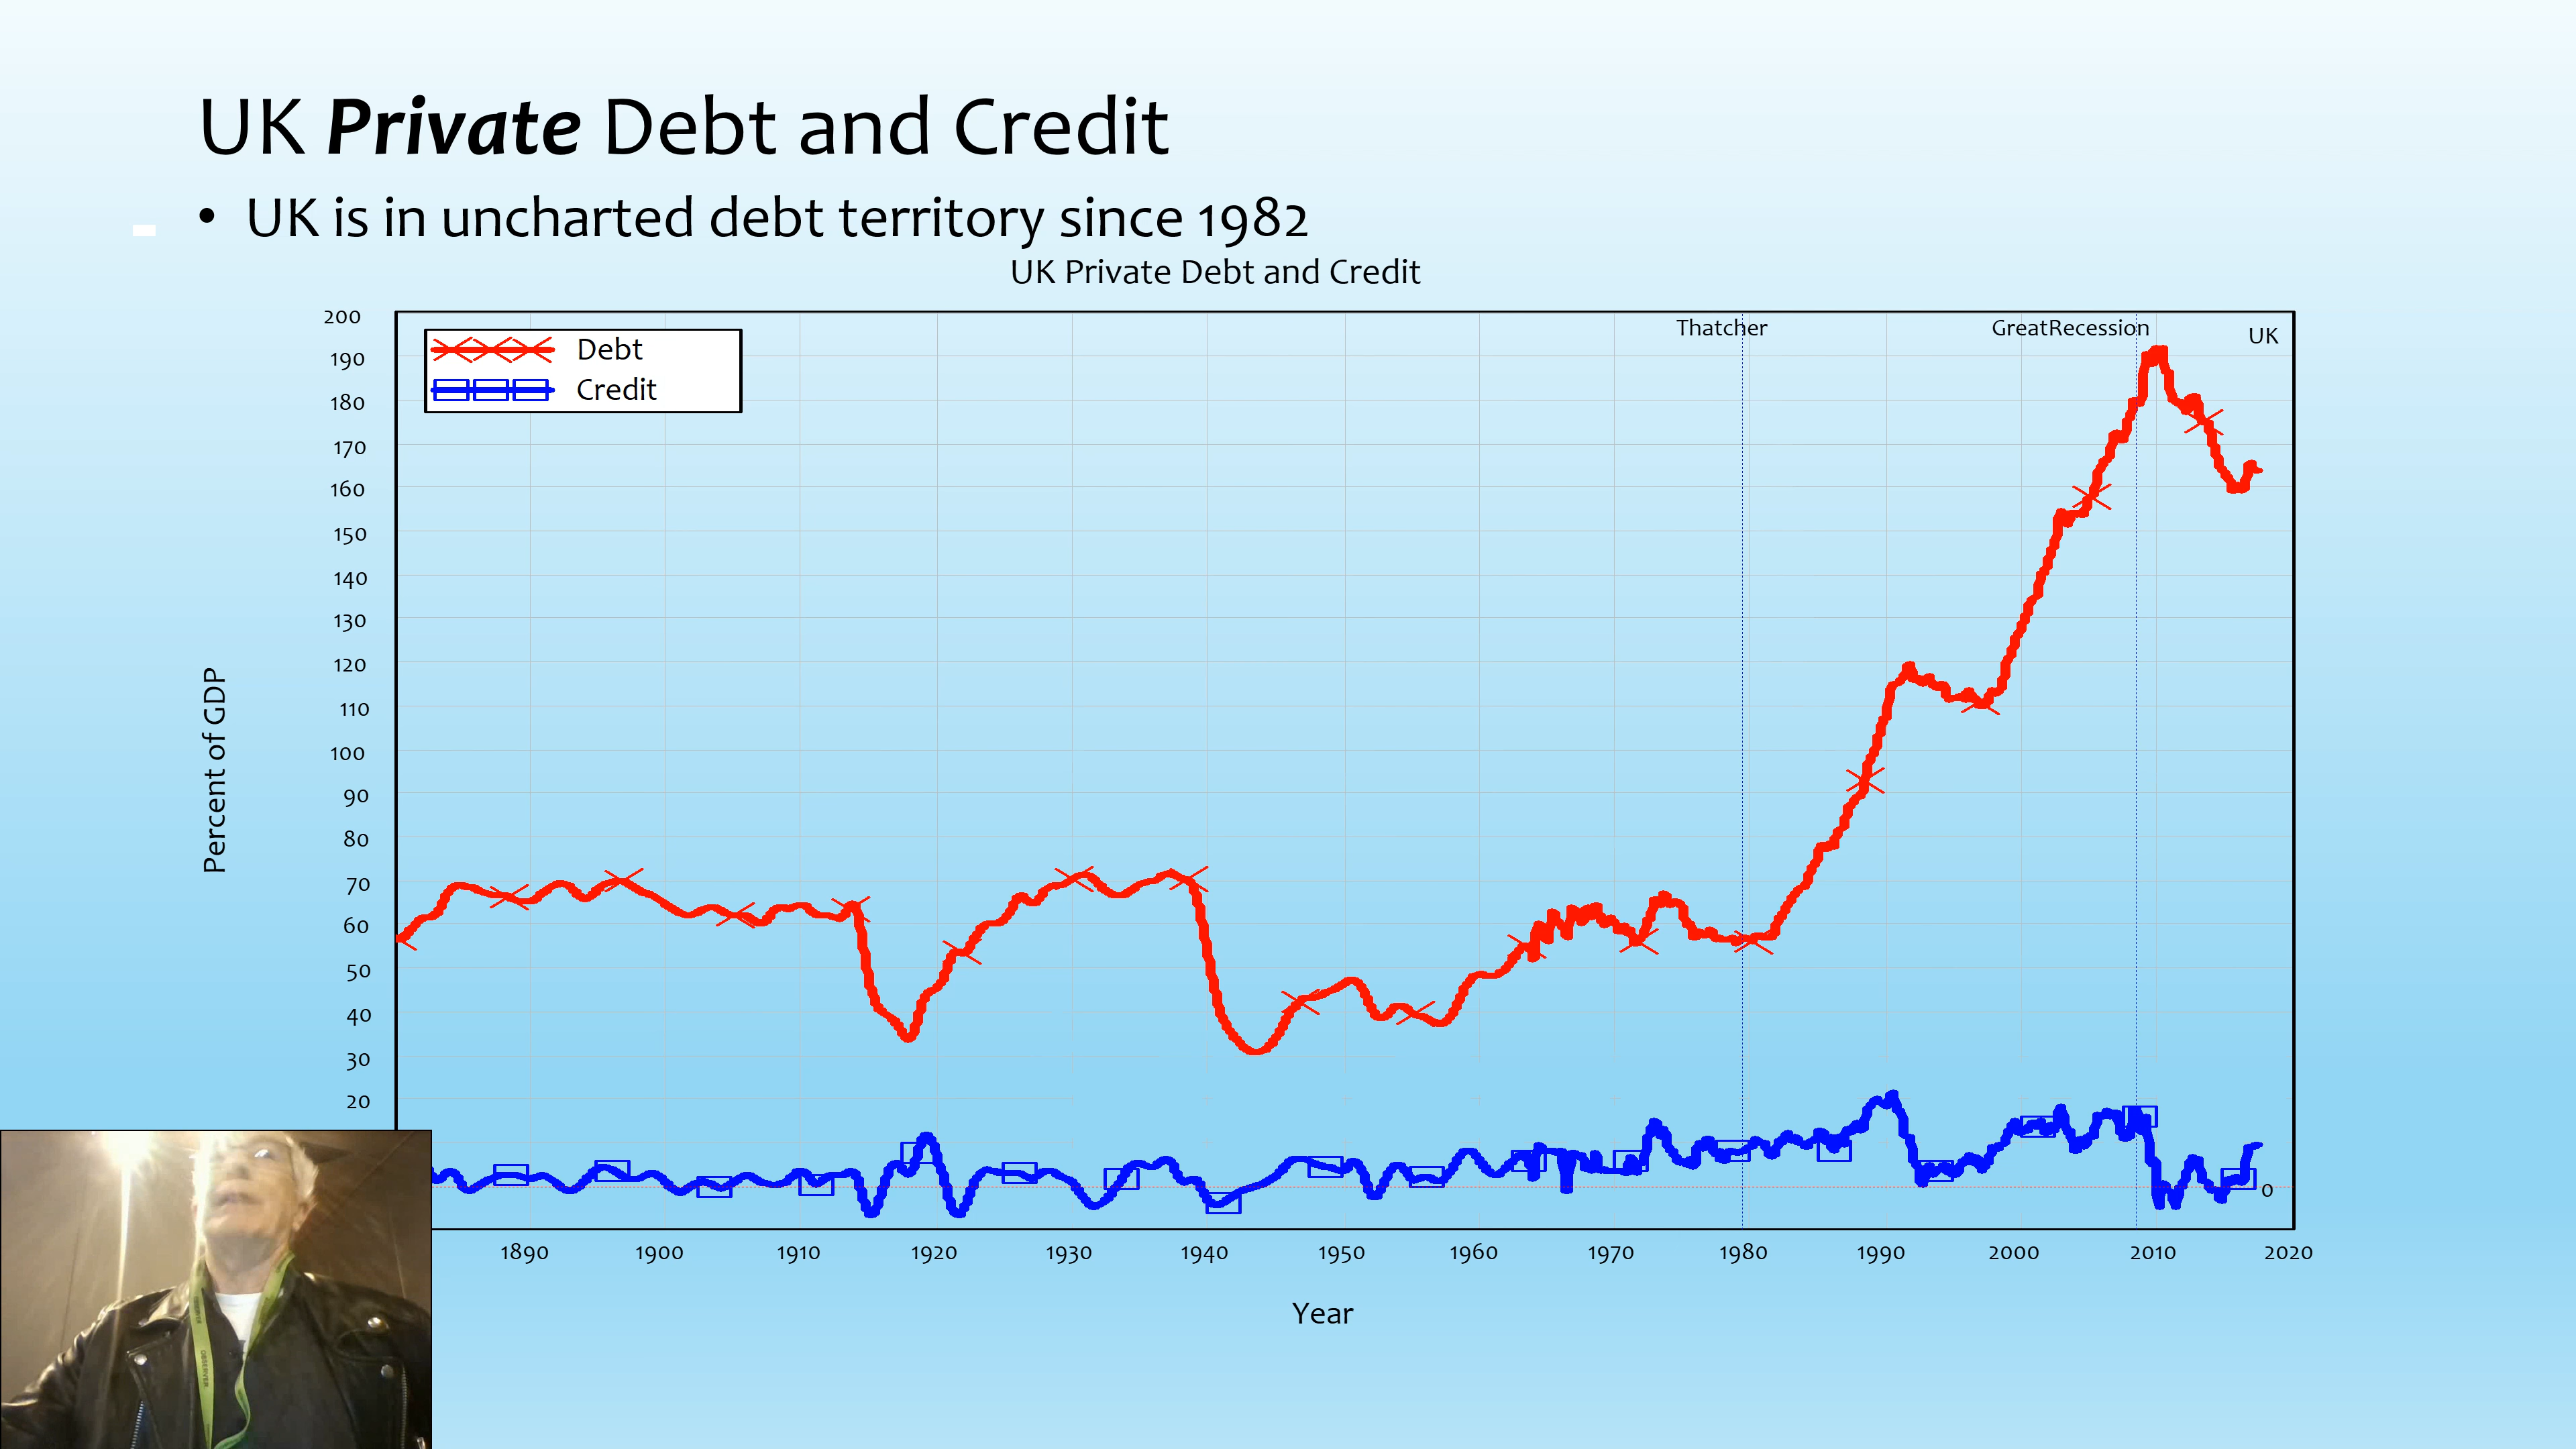 UK Private Debt and Credit
• UK is in uncharted debt territory since 1982
UK Private Debt and Credit
Thatcher
GreatRecession
UK
Debt
Credit
200
190
180
170
160
150
140
130
120
110
100
90
80
70
60
50
40
30
20
Percent of GDP
0
1890 1900 1910 1920 1930 1940 1950 1960 1970 1980 1990 2000 2010 2020
Year
OBSERVER